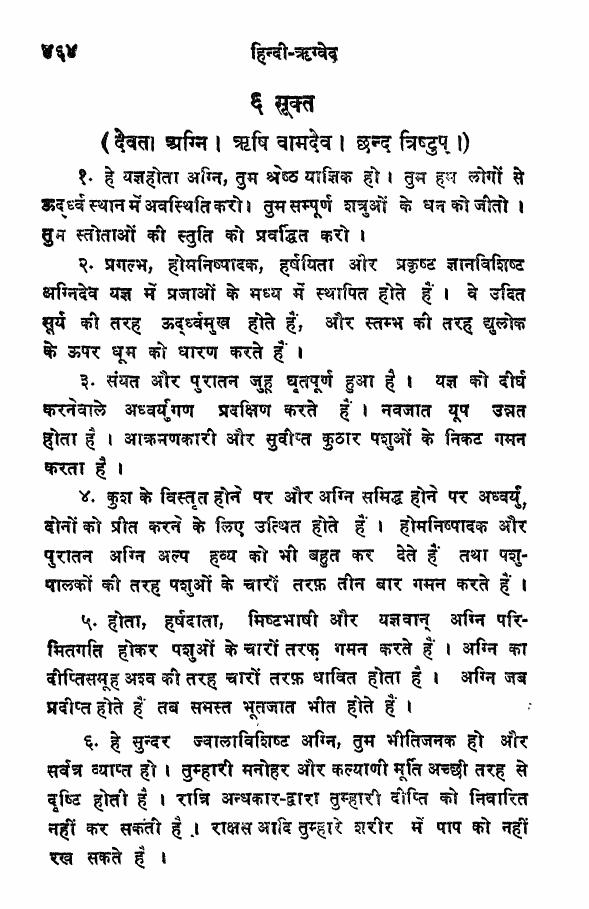 ४६४ हिन्दी-ऋग्वेद
६ सूक्त
(देवता अग्नि। ऋषि वामदेव। छन्द त्रिष्टुप्।)
१. हे यज्ञहोता अग्नि, तुम श्रेष्ठ याज्ञिक हो। तुम हम लोगों से
ऊद्र्ध्व स्थान में अवस्थिति करो। तुम सम्पूर्ण शत्रुओं के धन को जीतो।
तुम स्तोताओं की स्तुति को प्रवर्द्धित करो।
२. प्रगल्भ, होमनिष्पादक, हर्षयिता और प्रकृष्ट ज्ञानविशिष्ट
अग्निदेव यज्ञ में प्रजाओं के मध्य में स्थापित होते हैं। वे उदित
सूर्य की तरह ऊद्र्ध्वमुख होते हैं, और स्तम्भ की तरह द्युलोक
के ऊपर धूम को धारण करते हैं।
३. संयत और पुरातन जुहू घृतपूर्ण हुआ है। यज्ञ को दीर्घ
करनेवाले अध्वर्युगण प्रदक्षिण करते हैं। नवजात यूप उन्नत
होता है। आक्रमणकारी और सुदीप्त कुठार पशुओं के निकट गमन
करता है।
४. कुश के विस्तृत होने पर और अग्नि समिद्ध होने पर अध्वर्यु,
दोनों को प्रीत करने के लिए उत्थित होते हैं। होमनिष्पादक और
पुरातन अग्नि अल्प हव्य को भी बहुत कर देते हैं तथा पशु-
पालकों की तरह पशुओं के चारों तरफ़ तीन बार गमन करते हैं।
५. होता, हर्षदाता, मिष्टभाषी और यज्ञवान् अग्नि परि-
मितगति होकर पशुओं के चारों तरफ़ गमन करते हैं। अग्नि का
दीप्तिसमूह अश्व की तरह चारों तरफ़ धावित होता है। अग्नि जब
प्रदीप्त होते हैं तब समस्त भूतजात भीत होते हैं।
६. हे सुन्दर ज्वालाविशिष्ट अग्नि, तुम भीतिजनक हो और
सर्वत्र व्याप्त हो। तुम्हारी मनोहर और कल्याणी मूर्ति अच्छी तरह से
दृष्टि होती है। रात्रि अन्धकार-द्वारा तुम्हारी दीप्ति को निवारित
नहीं कर सकती है। राक्षस आदि तुम्हारे शरीर में पाप को नहीं
रख सकते हैं।